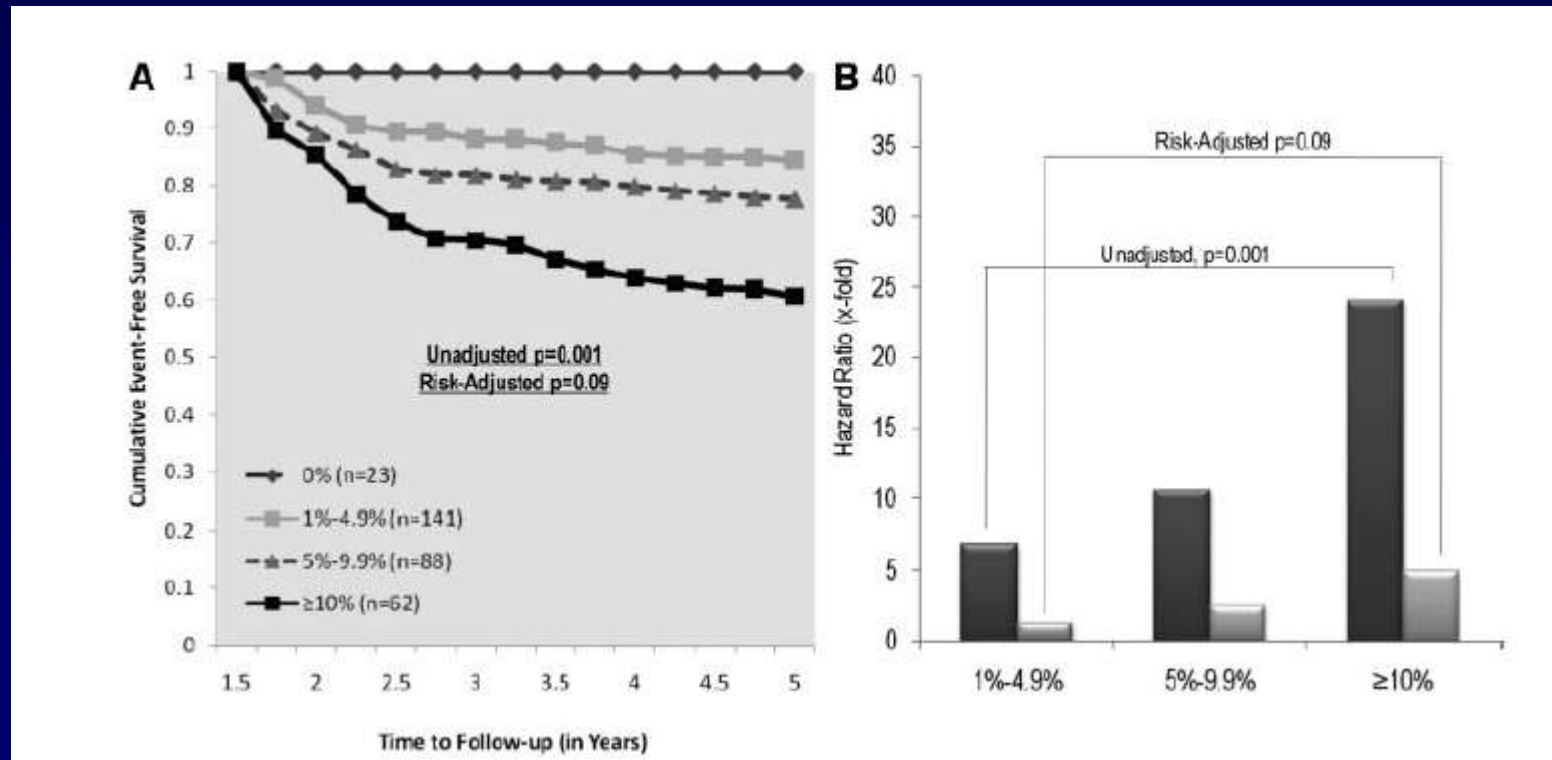 A
Cumulative Event-Free Survival
1
0.9
0.8
0.7
0.6
0.5
0.4
0.3
0.2
0.1
0
Unadjusted p=0.001
Risk-Adjusted p=0.09
0% (n=23)
1%-4.9% (n=141)
5%-9.9% (n=88)
≥10% (n=62)
1.5 2 2.5 3 3.5 4 4.5 5
Time to Follow-up (in Years)
B
Hazard Ratio (x-fold)
40
35
30
25
20
15
10
5
0
Risk-Adjusted p=0.09
Unadjusted, p=0.001
1%-4.9% 5%-9.9% ≥10%